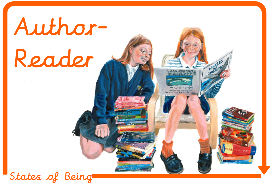 Author-
Reader
States of Being